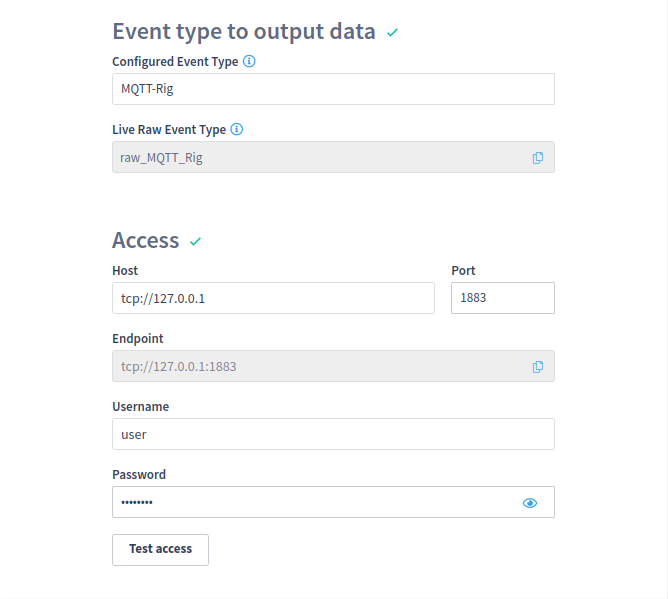 Event type to output data
Configured Event Type
MQTT-Rig
Live Raw Event Type
raw_MQTT_Rig
Access
Host Port
tcp://127.0.0.1 1883
Endpoint
tcp://127.0.0.1:1883
Username
user
Password
••••••••
Test access